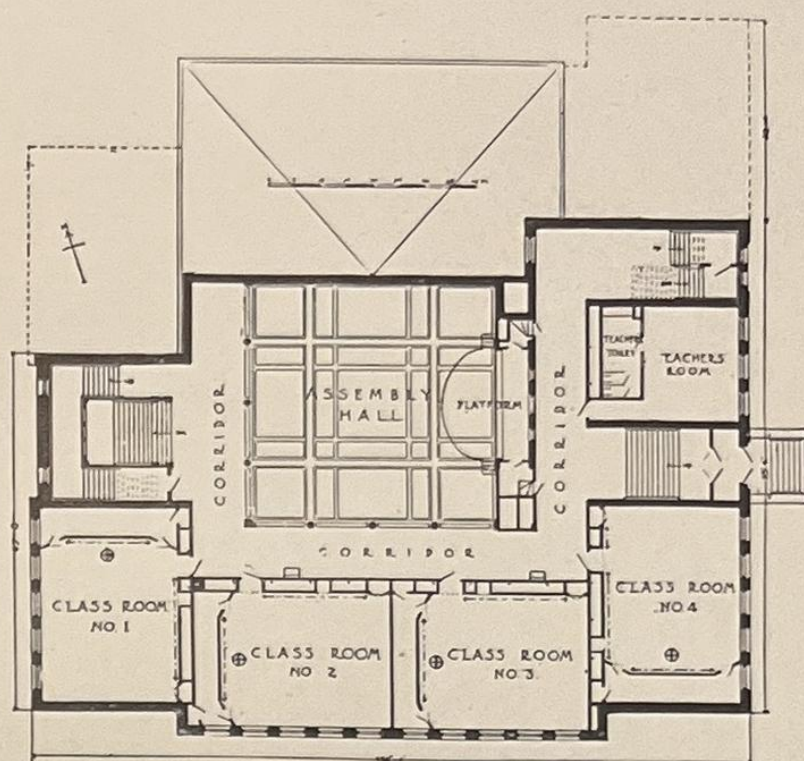 TEACHERS
TOILET
TEACHERS
ROOM
ASSEMBLY
HALL
PLATFORM
CORRIDOR
CORRIDOR
CORRIDOR
CLASS ROOM
NO. 1
CLASS ROOM
NO 2
CLASS ROOM
NO. 3.
CLASS ROOM
NO. 4